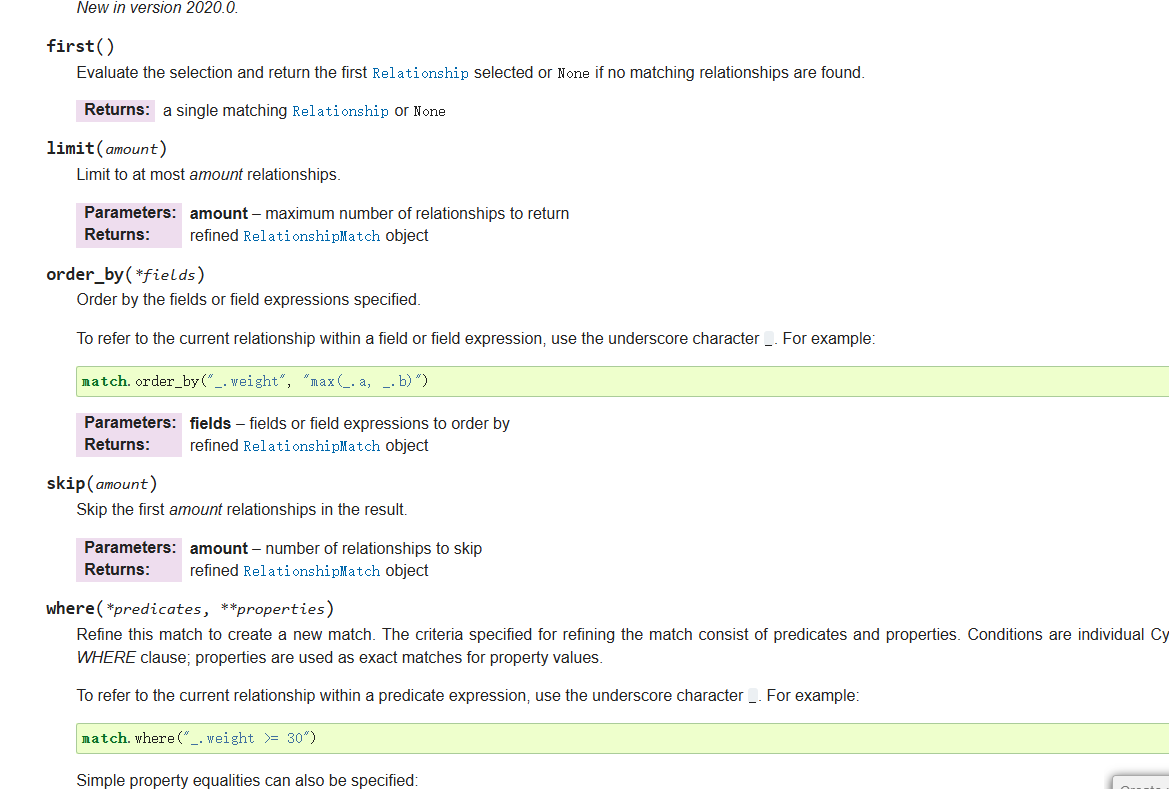 New in version 2020.0.
first()
Evaluate the selection and return the first Relationship selected or None if no matching relationships are found.
Returns: a single matching Relationship or None
limit(amount)
Limit to at most amount relationships.
Parameters: amount – maximum number of relationships to return
Returns: refined RelationshipMatch object
order_by(*fields)
Order by the fields or field expressions specified.
To refer to the current relationship within a field or field expression, use the underscore character _. For example:
match.order_by("_.weight", "max(_.a, _.b)")
Parameters: fields – fields or field expressions to order by
Returns: refined RelationshipMatch object
skip(amount)
Skip the first amount relationships in the result.
Parameters: amount – number of relationships to skip
Returns: refined RelationshipMatch object
where(*predicates, **properties)
Refine this match to create a new match. The criteria specified for refining the match consist of predicates and properties. Conditions are individual Cy
WHERE clause; properties are used as exact matches for property values.
To refer to the current relationship within a predicate expression, use the underscore character _. For example:
match.where("_.weight >= 30")
Simple property equalities can also be specified: